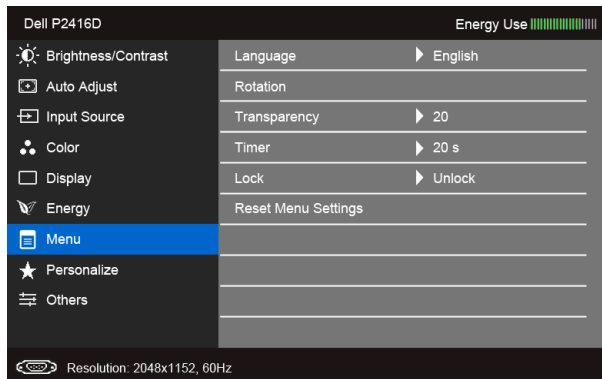 Dell P2416D Energy Use
Brightness/Contrast Language English
Auto Adjust Rotation
Input Source Transparency 20
Color Timer 20 s
Display Lock Unlock
Energy Reset Menu Settings
Menu
Personalize
Others
Resolution: 2048x1152, 60Hz